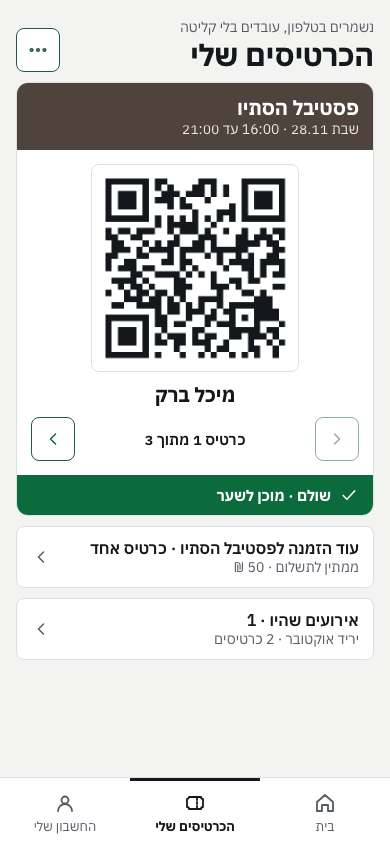 נשמרים בטלפון, עובדים בלי קליטה
הכרטיסים שלי
פסטיבל הסתיו
שבת 28.11 · 16:00 עד 21:00
מיכל ברק
כרטיס 1 מתוך 3
שולם · מוכן לשער
עוד הזמנה לפסטיבל הסתיו · כרטיס אחד
ממתין לתשלום · 50 ₪
אירועים שהיו · 1
יריד אוקטובר · 2 כרטיסים
בית
הכרטיסים שלי
החשבון שלי